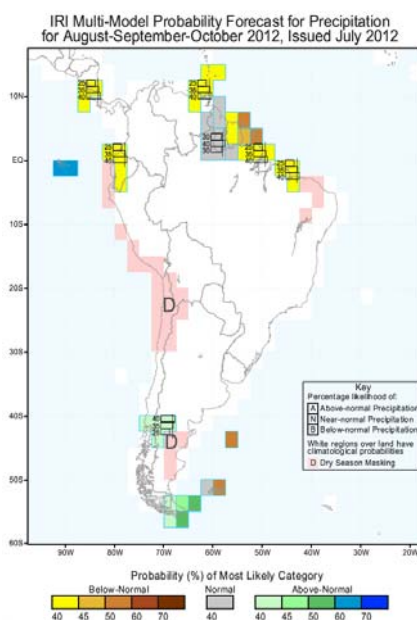 IRI Multi-Model Probability Forecast for Precipitation
for August-September-October 2012, Issued July 2012
10N
EQ
10S
20S
30S
40S
50S
60S
D
D
Key
Percentage likelihood of:
A Above-normal Precipitation
N Near-normal Precipitation
B Below-normal Precipitation
White regions over land have
climatological probabilities
D Dry Season Masking
90W 80W 70W 60W 50W 40W 30W 20W
Probability (%) of Most Likely Category
Below-Normal Normal Above-Normal
40 45 50 60 70 40 40 45 50 60 70